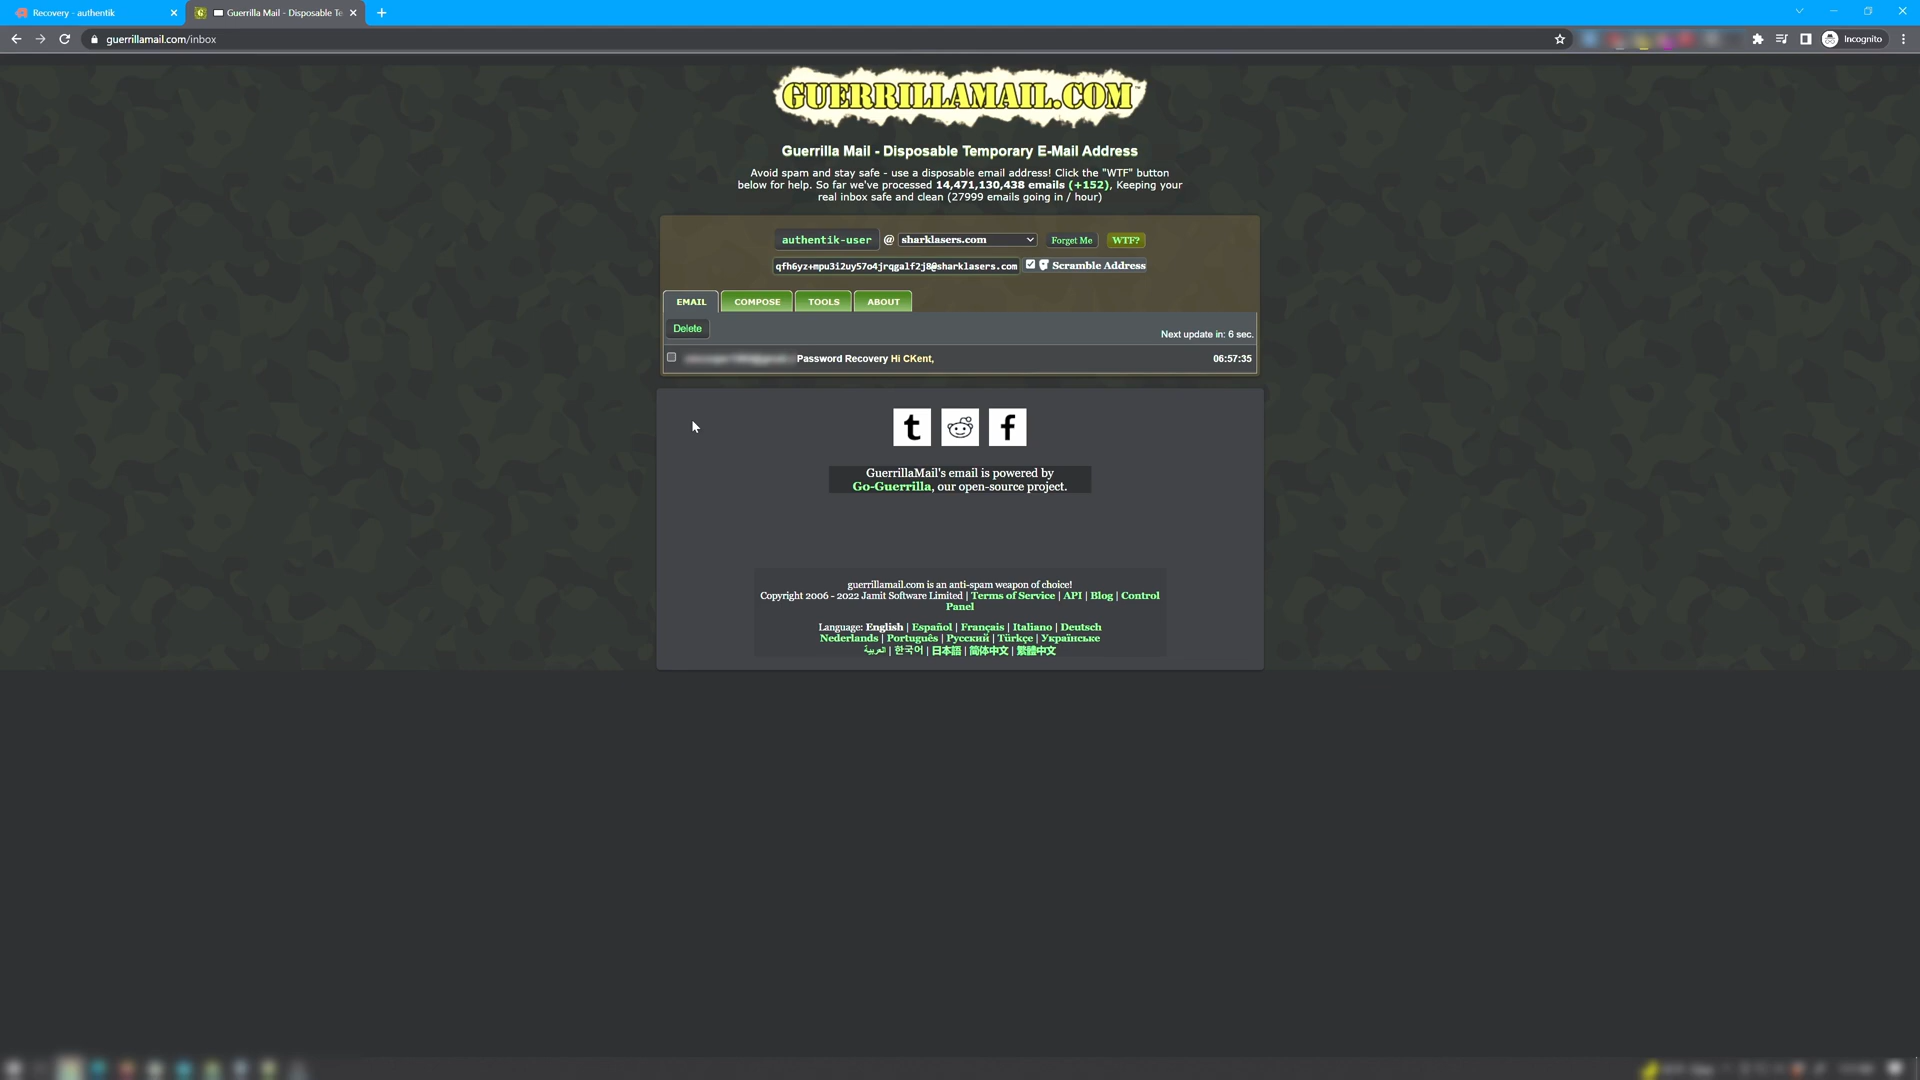 Recovery - authentik
Guerrilla Mail - Disposable Te
guerrillamail.com/inbox
Incognito
GUERRILLAMAIL.COM
Guerrilla Mail - Disposable Temporary E-Mail Address
Avoid spam and stay safe - use a disposable email address! Click the "WTF" button
below for help. So far we've processed 14,471,130,438 emails (+152), Keeping your
real inbox safe and clean (27999 emails going in / hour)
authentik-user @ sharklasers.com Forget Me WTF?
qfh6yz+mpu3i2uy57o4jrqgalf2j8@sharklasers.com Scramble Address
EMAIL COMPOSE TOOLS ABOUT
Delete
Next update in: 6 sec.
Password Recovery Hi CKent, 06:57:35
GuerrillaMail's email is powered by
Go-Guerrilla, our open-source project.
guerrillamail.com is an anti-spam weapon of choice!
Copyright 2006 - 2022 Jamit Software Limited | Terms of Service | API | Blog | Control
Panel
Language: English | Español | Français | Italiano | Deutsch
Nederlands | Português | Русский | Türkçe | Українське
العربية | 한국어 | 日本語 | 简体中文 | 繁體中文